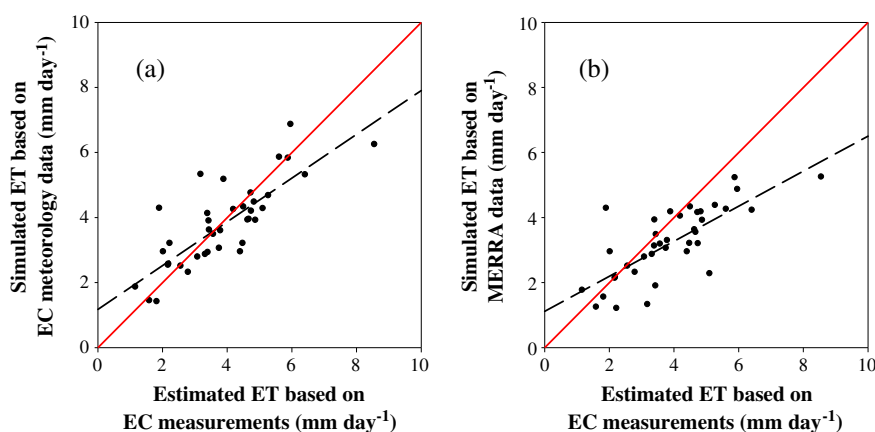 10
8
6
4
2
0
Simulated ET based on
EC meteorology data (mm day⁻¹)
(a)
0 2 4 6 8 10
Estimated ET based on
EC measurements (mm day⁻¹)
10
8
6
4
2
0
Simulated ET based on
MERRA data (mm day⁻¹)
(b)
0 2 4 6 8 10
Estimated ET based on
EC measurements (mm day⁻¹)